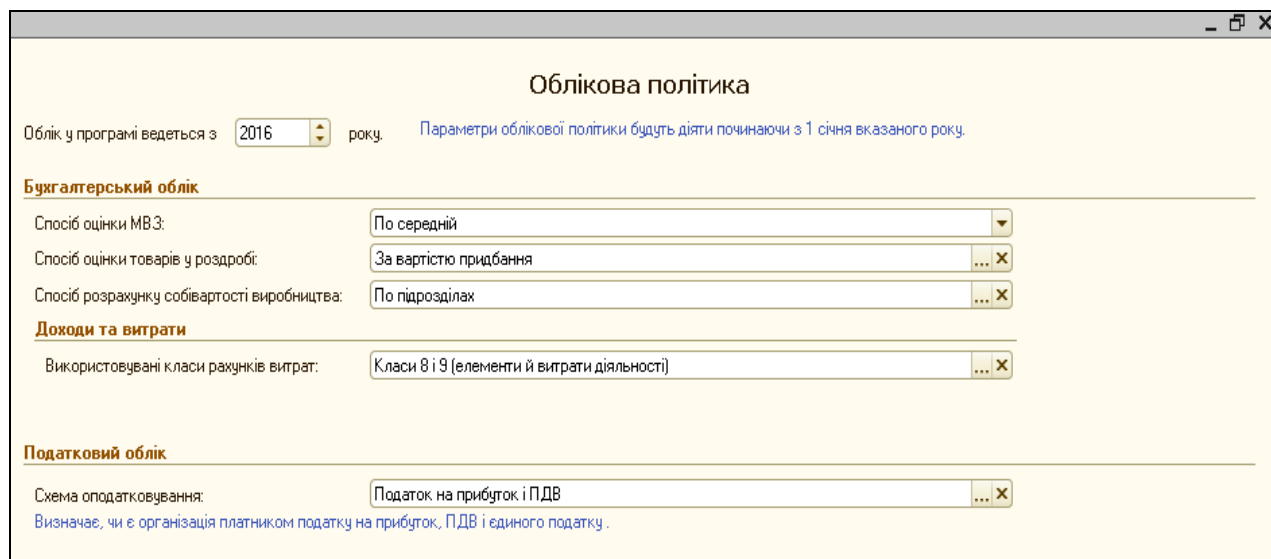 Облікова політика
Облік у програмі ведеться з 2016 року. Параметри облікової політики будуть діяти починаючи з 1 січня вказаного року.
Бухгалтерський облік
Спосіб оцінки МВЗ: По середній
Спосіб оцінки товарів у роздробі: За вартістю придбання ...
Спосіб розрахунку собівартості виробництва: По підрозділах ...
Доходи та витрати
Використовувані класи рахунків витрат: Класи 8 і 9 (елементи й витрати діяльності) ...
Податковий облік
Схема оподатковування: Податок на прибуток і ПДВ ...
Визначає, чи є організація платником податку на прибуток, ПДВ і єдиного податку .